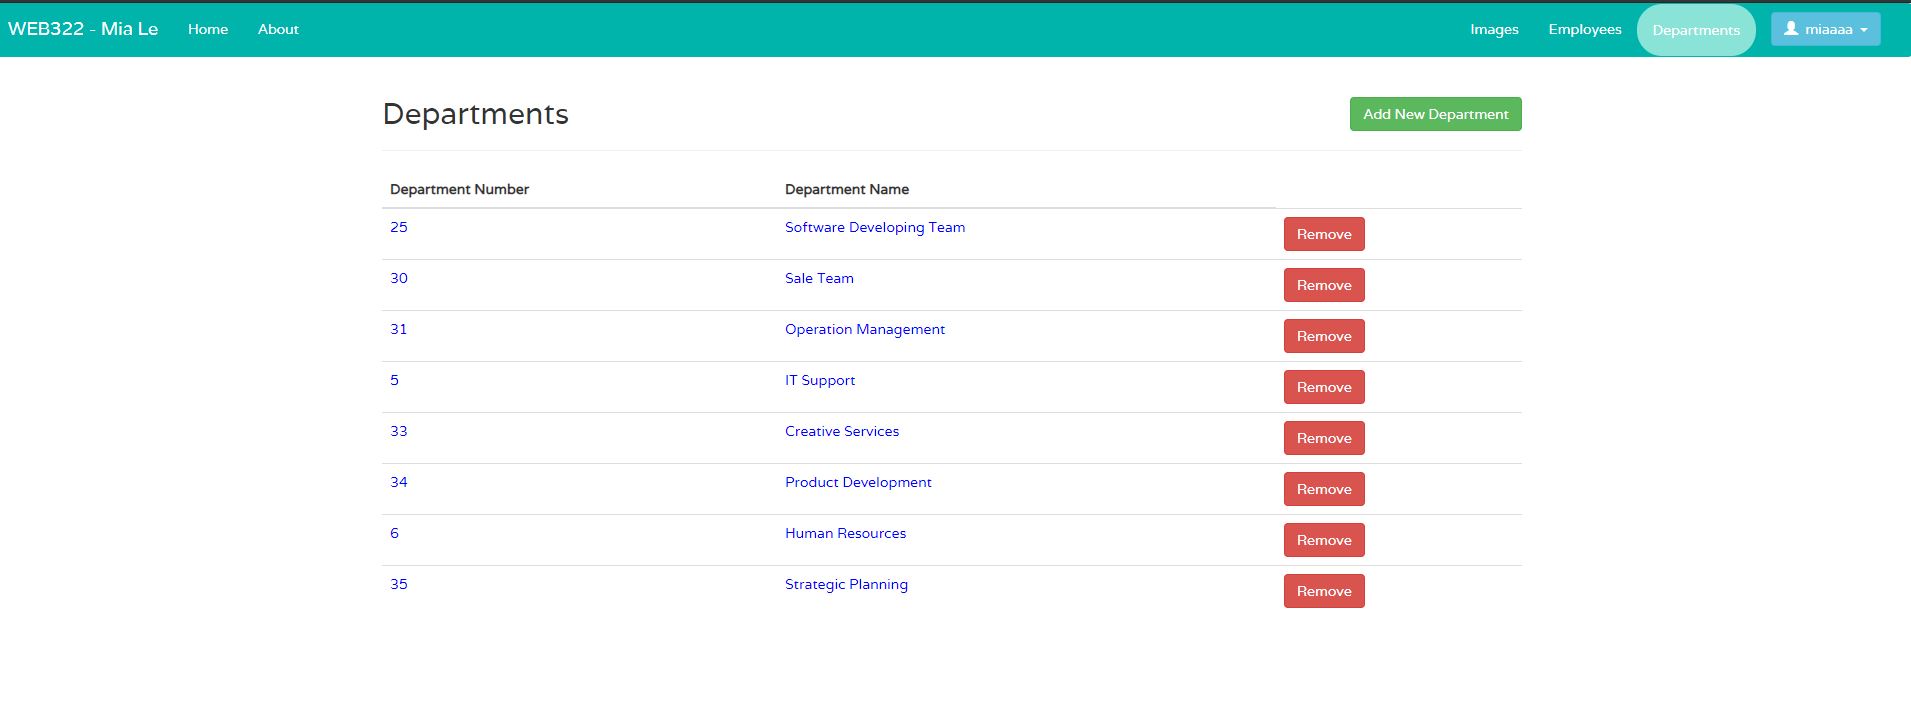 WEB322 - Mia Le Home About Images Employees Departments miaaaa
Departments Add New Department
Department Number Department Name
25 Software Developing Team Remove
30 Sale Team Remove
31 Operation Management Remove
5 IT Support Remove
33 Creative Services Remove
34 Product Development Remove
6 Human Resources Remove
35 Strategic Planning Remove